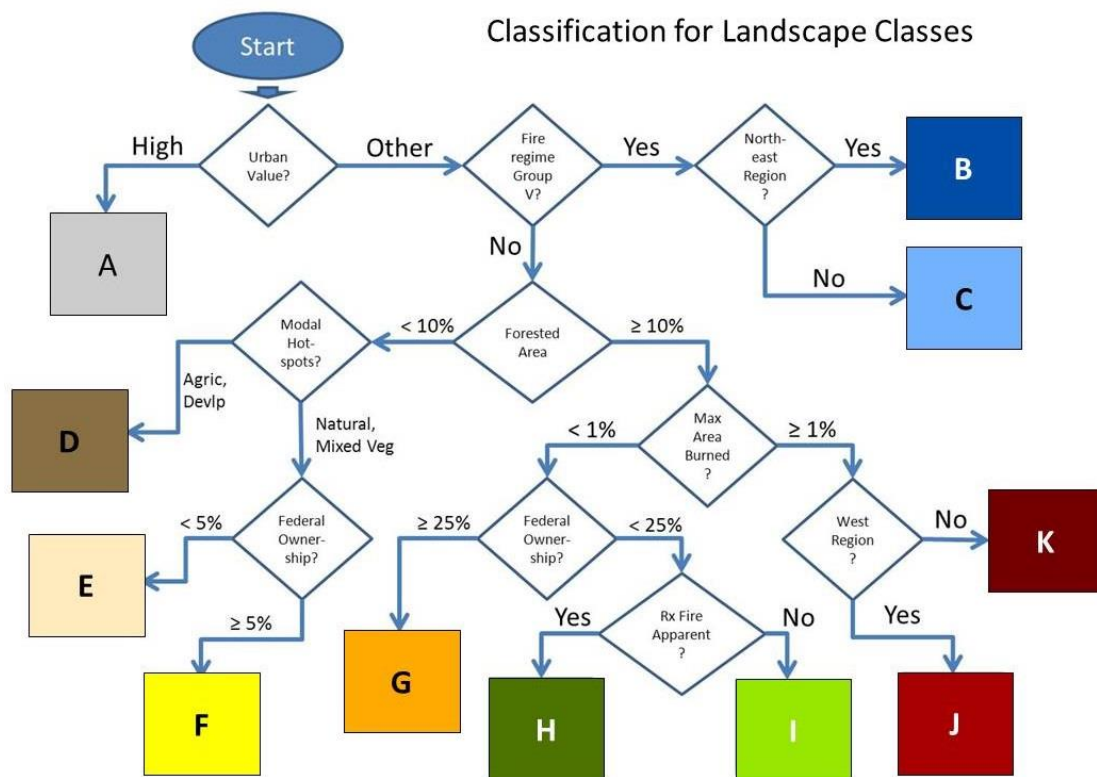 Classification for Landscape Classes
Start
High
Urban
Value?
Other
Fire
regime
Group
V?
Yes
North-
east
Region
?
Yes
B
A
No
No
C
Modal
Hot-
spots?
< 10%
Forested
Area
≥ 10%
Agric,
Devlp
D
Natural,
Mixed Veg
< 1%
Max
Area
Burned
?
≥ 1%
< 5%
Federal
Owner-
ship?
≥ 25%
Federal
Owner-
ship?
< 25%
West
Region
?
No
K
E
≥ 5%
Yes
Rx Fire
Apparent
?
No
Yes
F
G
H
I
J